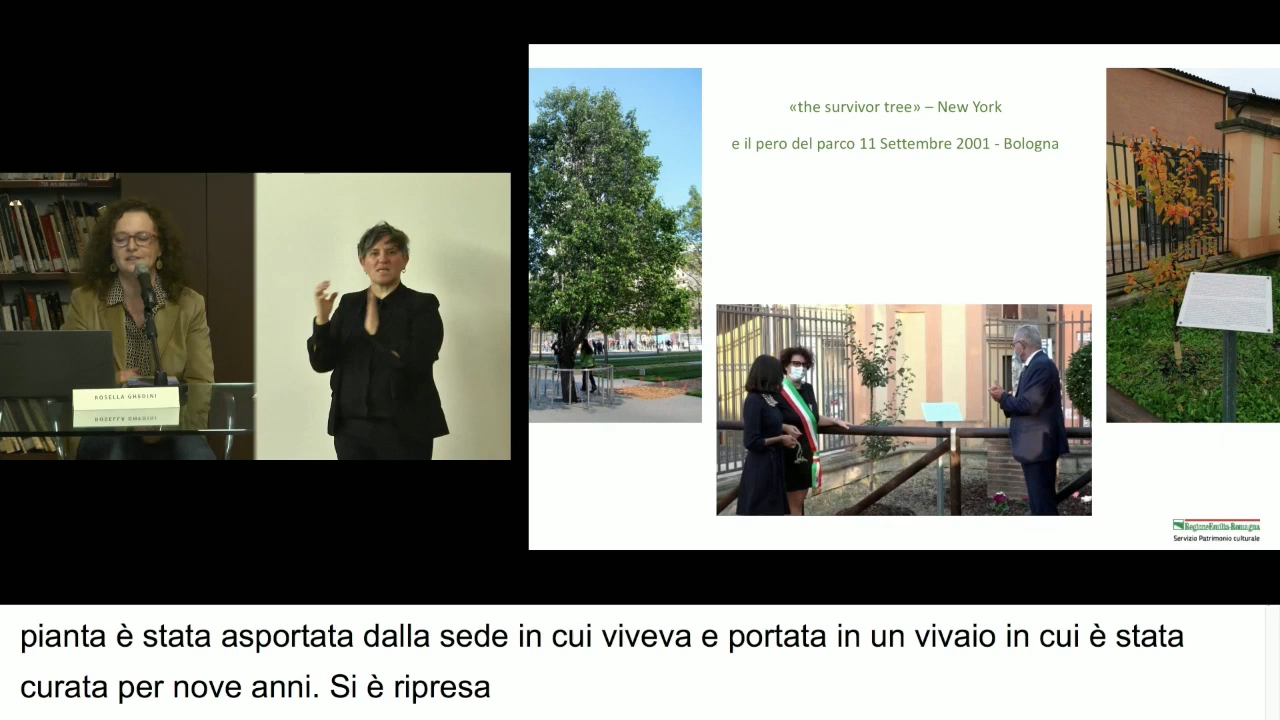 «the survivor tree» – New York
e il pero del parco 11 Settembre 2001 - Bologna
ROSELLA GHEDINI
RegioneEmilia-Romagna
Servizio Patrimonio culturale
pianta è stata asportata dalla sede in cui viveva e portata in un vivaio in cui è stata
curata per nove anni. Si è ripresa